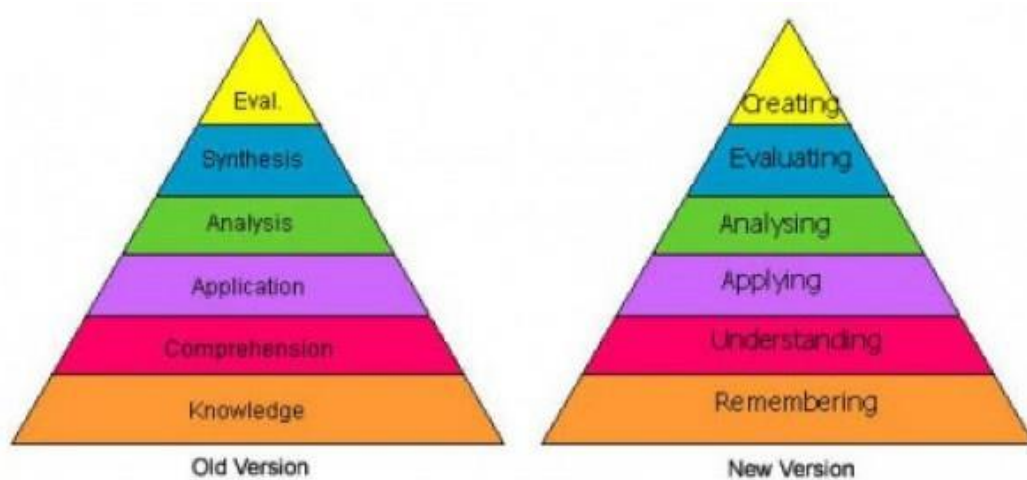 Eval.
Synthesis
Analysis
Application
Comprehension
Knowledge
Old Version
Creating
Evaluating
Analysing
Applying
Understanding
Remembering
New Version